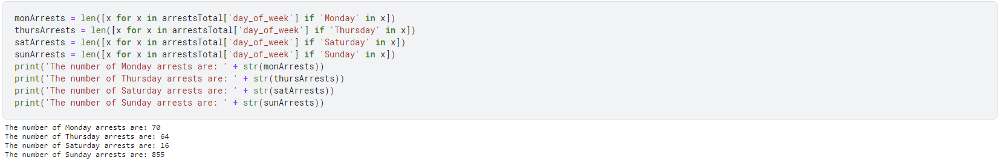 monArrests = len([x for x in arrestsTotal['day_of_week'] if 'Monday' in x])
thursArrests = len([x for x in arrestsTotal['day_of_week'] if 'Thursday' in x])
satArrests = len([x for x in arrestsTotal['day_of_week'] if 'Saturday' in x])
sunArrests = len([x for x in arrestsTotal['day_of_week'] if 'Sunday' in x])
print('The number of Monday arrests are: ' + str(monArrests))
print('The number of Thursday arrests are: ' + str(thursArrests))
print('The number of Saturday arrests are: ' + str(satArrests))
print('The number of Sunday arrests are: ' + str(sunArrests))
The number of Monday arrests are: 70
The number of Thursday arrests are: 64
The number of Saturday arrests are: 16
The number of Sunday arrests are: 855